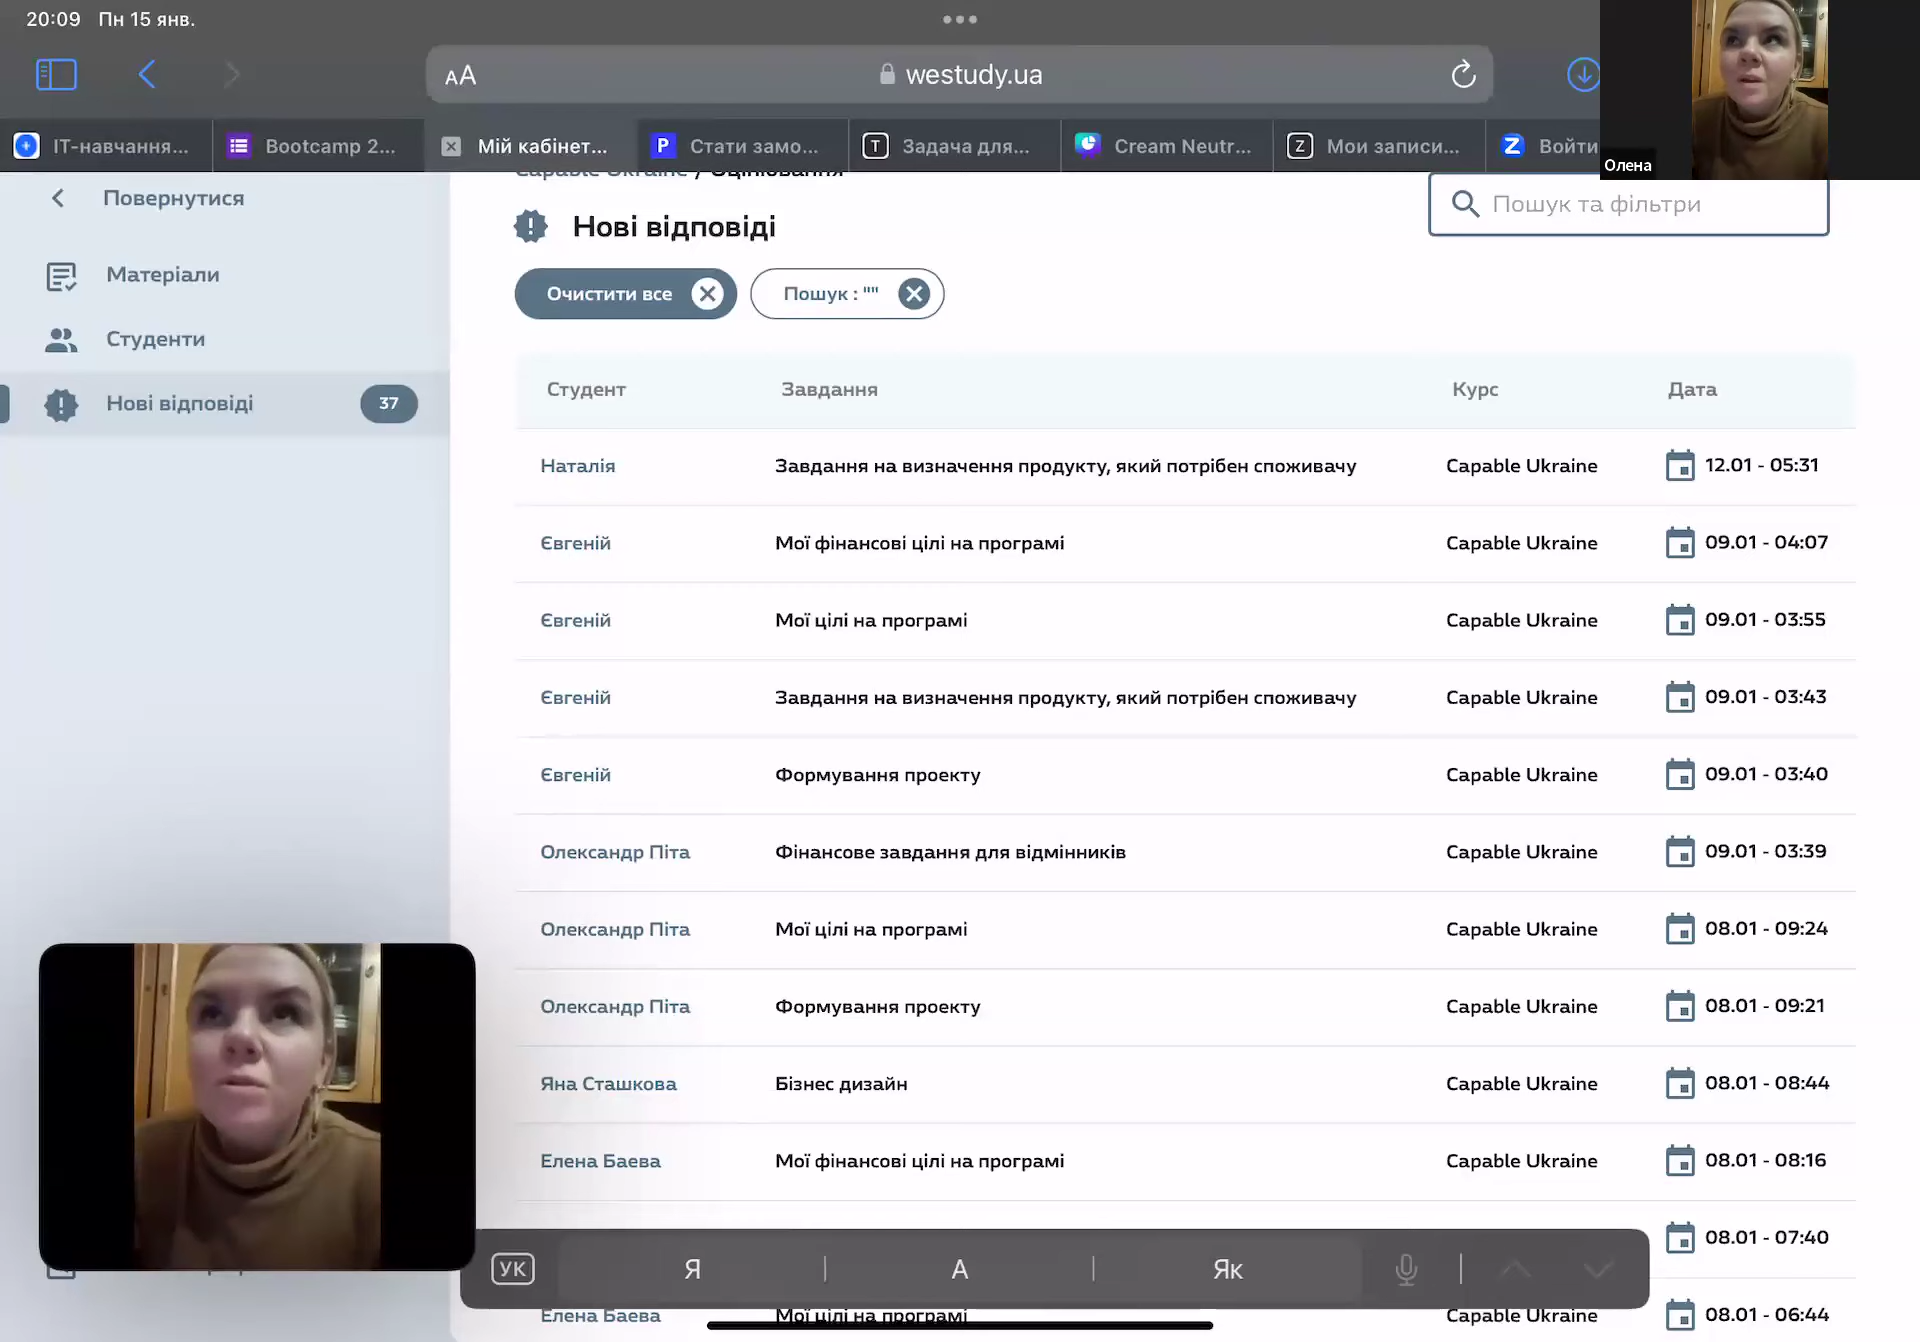 20:09 Пн 15 янв.
AA westudy.ua
IT-навчання... Bootcamp 2... Мій кабінет... Стати замо... Задача для... Cream Neutr... Мои записи... Войти
Олена
Capable Ukraine / Оцінювання
Повернутися
Матеріали
Студенти
Нові відповіді 37
Нові відповіді
Пошук та фільтри
Очистити все Пошук : ""
Студент Завдання Курс Дата
Наталія Завдання на визначення продукту, який потрібен споживачу Capable Ukraine 12.01 - 05:31
Євгеній Мої фінансові цілі на програмі Capable Ukraine 09.01 - 04:07
Євгеній Мої цілі на програмі Capable Ukraine 09.01 - 03:55
Євгеній Завдання на визначення продукту, який потрібен споживачу Capable Ukraine 09.01 - 03:43
Євгеній Формування проекту Capable Ukraine 09.01 - 03:40
Олександр Піта Фінансове завдання для відмінників Capable Ukraine 09.01 - 03:39
Олександр Піта Мої цілі на програмі Capable Ukraine 08.01 - 09:24
Олександр Піта Формування проекту Capable Ukraine 08.01 - 09:21
Яна Сташкова Бізнес дизайн Capable Ukraine 08.01 - 08:44
Елена Баева Мої фінансові цілі на програмі Capable Ukraine 08.01 - 08:16
08.01 - 07:40
УК Я А Як
Елена Баева Мої цілі на програмі Capable Ukraine 08.01 - 06:44